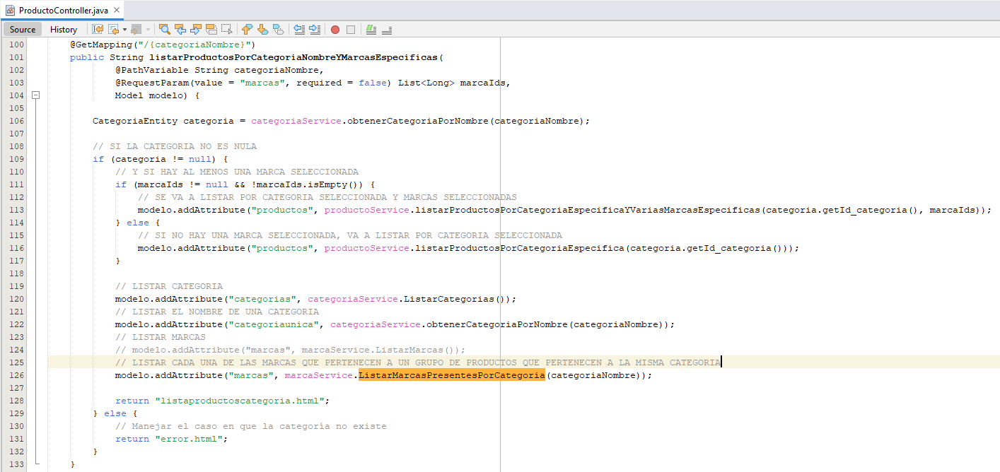 ProductoController.java
Source History
100 @GetMapping("/{categoriaNombre}")
101 public String listarProductosPorCategoriaNombreYMarcasEspecificas(
102 @PathVariable String categoriaNombre,
103 @RequestParam(value = "marcas", required = false) List<Long> marcaIds,
104 Model modelo) {
105
106 CategoriaEntity categoria = categoriaService.obtenerCategoriaPorNombre(categoriaNombre);
107
108 // SI LA CATEGORIA NO ES NULA
109 if (categoria != null) {
110 // Y SI HAY AL MENOS UNA MARCA SELECCIONADA
111 if (marcaIds != null && !marcaIds.isEmpty()) {
112 // SE VA A LISTAR POR CATEGORIA SELECCIONADA Y MARCAS SELECCIONADAS
113 modelo.addAttribute("productos", productoService.listarProductosPorCategoriaEspecificaYVariasMarcasEspecificas(categoria.getId_categoria(), marcaIds));
114 } else {
115 // SI NO HAY UNA MARCA SELECCIONADA, VA A LISTAR POR CATEGORIA SELECCIONADA
116 modelo.addAttribute("productos", productoService.listarProductosPorCategoriaEspecifica(categoria.getId_categoria()));
117 }
118
119 // LISTAR CATEGORIA
120 modelo.addAttribute("categorias", categoriaService.ListarCategorias());
121 // LISTAR EL NOMBRE DE UNA CATEGORIA
122 modelo.addAttribute("categoriaunica", categoriaService.obtenerCategoriaPorNombre(categoriaNombre));
123 // LISTAR MARCAS
124 // modelo.addAttribute("marcas", marcaService.ListarMarcas());
125 // LISTAR CADA UNA DE LAS MARCAS QUE PERTENECEN A UN GRUPO DE PRODUCTOS QUE PERTENECEN A LA MISMA CATEGORIA
126 modelo.addAttribute("marcas", marcaService.ListarMarcasPresentesPorCategoria(categoriaNombre));
127
128 return "listaproductoscategoria.html";
129 } else {
130 // Manejar el caso en que la categoría no existe
131 return "error.html";
132 }
133 }